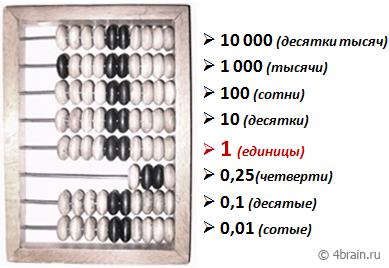 10 000 (десятки тысяч)
1 000 (тысячи)
100 (сотни)
10 (десятки)
1 (единицы)
0,25(четверти)
0,1 (десятые)
0,01 (сотые)
© 4brain.ru